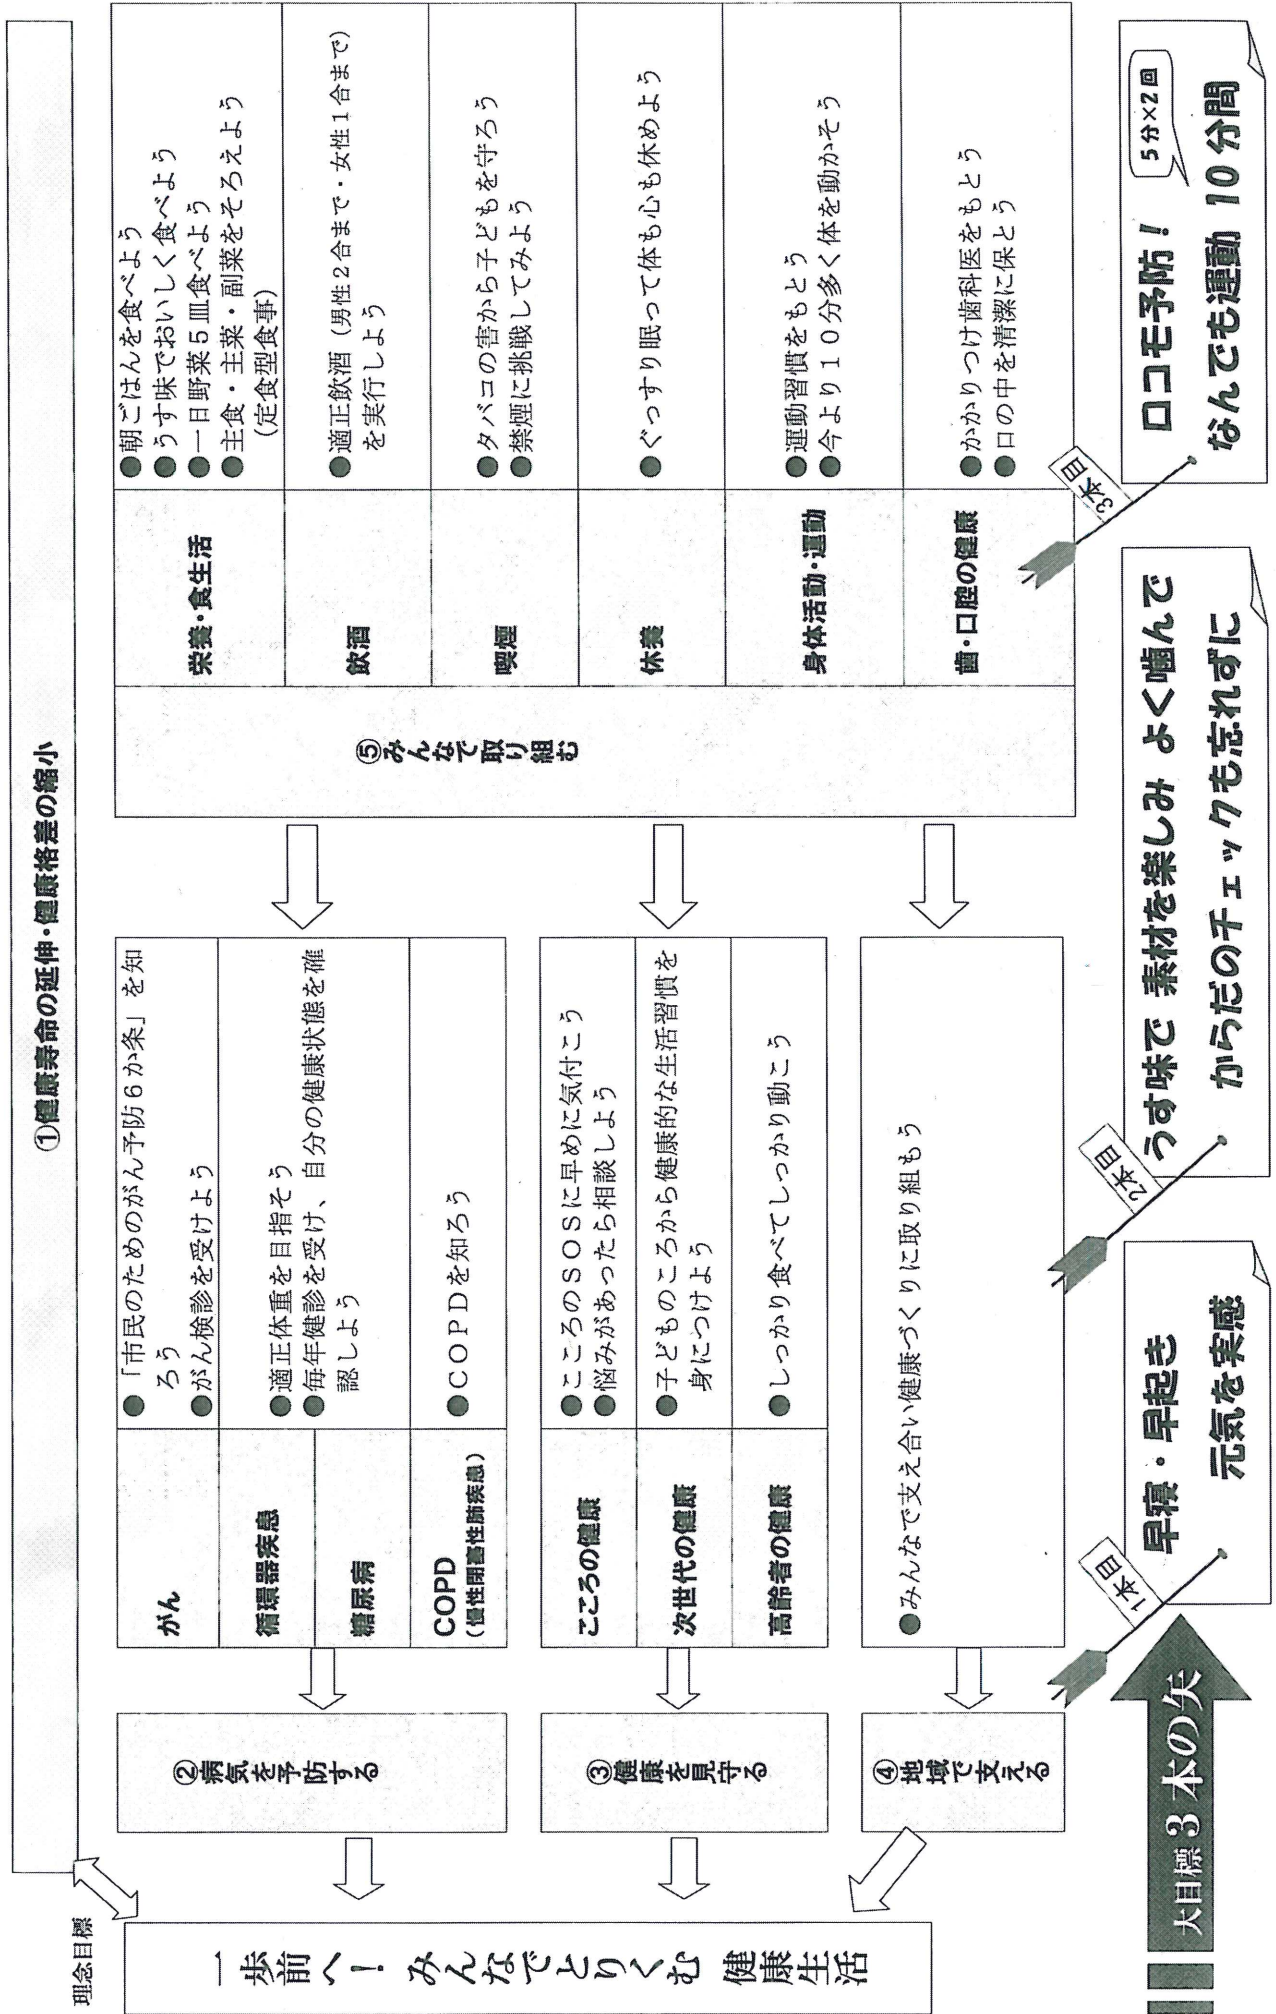 ①健康寿命の延伸・健康格差の縮小
理念目標
一歩前へ！ みんなでとりくむ 健康生活
②病気を予防する
がん
●「市民のためのがん予防6か条」を知
ろう
●がん検診を受けよう
循環器疾患
糖尿病
●適正体重を目指そう
●毎年健診を受け、自分の健康状態を確
認しよう
COPD
(慢性閉塞性肺疾患)
●ＣＯＰＤを知ろう
③健康を見守る
こころの健康
●こころのＳＯＳに早めに気付こう
●悩みがあったら相談しよう
次世代の健康
●子どものころから健康的な生活習慣を
身につけよう
高齢者の健康
●しっかり食べてしっかり動こう
④地域で支える
●みんなで支え合い健康づくりに取り組もう
⑤みんなで取り組む
栄養・食生活
●朝ごはんを食べよう
●うす味でおいしく食べよう
●一日野菜５皿食べよう
●主食・主菜・副菜をそろえよう
(定食型食事)
飲酒
●適正飲酒（男性２合まで・女性１合まで）
を実行しよう
喫煙
●タバコの害から子どもを守ろう
●禁煙に挑戦してみよう
休養
●ぐっすり眠って体も心も休めよう
身体活動・運動
●運動習慣をもとう
●今より１０分多く体を動かそう
歯・口腔の健康
●かかりつけ歯科医をもとう
●口の中を清潔に保とう
大目標３本の矢
1本目
早寝・早起き
元気を実感
2本目
うす味で 素材を楽しみ よく噛んで
からだのチェックも忘れずに
3本目
ロコモ予防！
5分×2回
なんでも運動 10分間